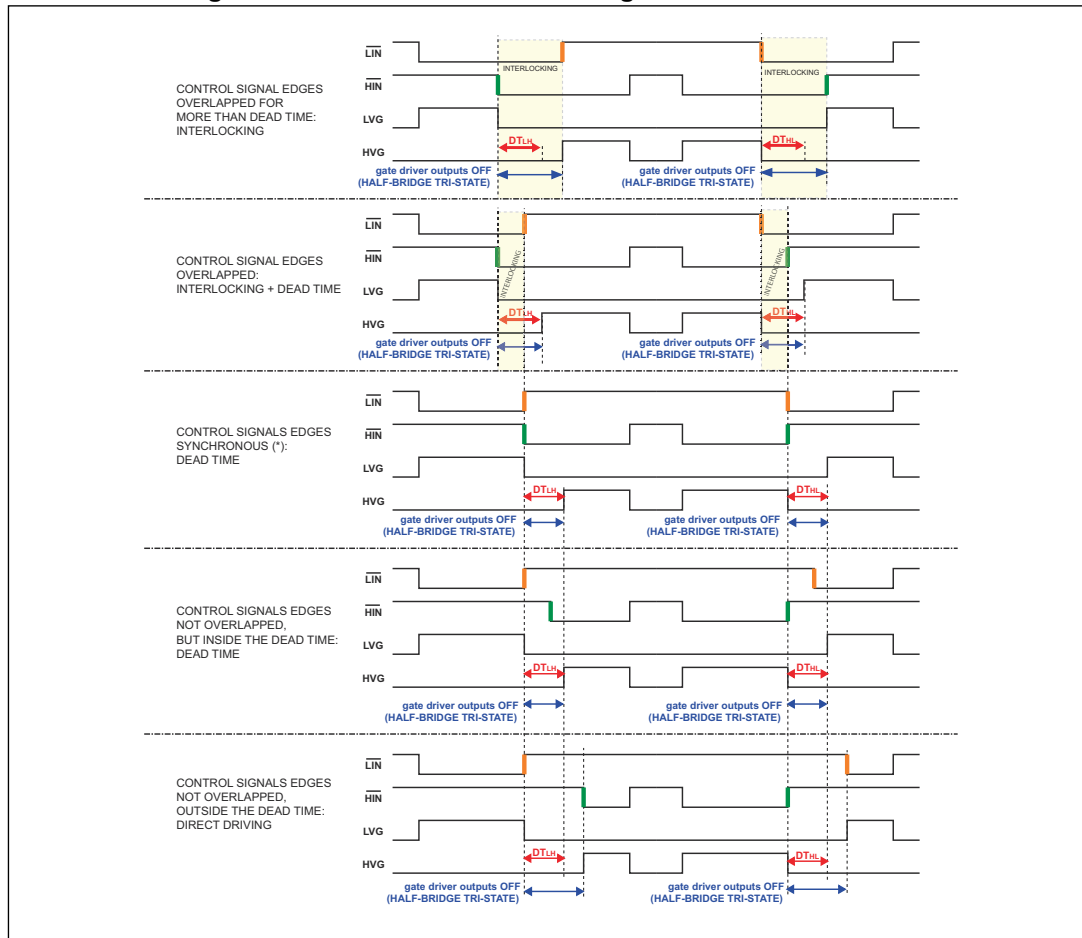 LIN
INTERLOCKING
INTERLOCKING
HIN
CONTROL SIGNAL EDGES
OVERLAPPED FOR
MORE THAN DEAD TIME:
INTERLOCKING
LVG
DTLH
DTHL
HVG
gate driver outputs OFF
(HALF-BRIDGE TRI-STATE)
gate driver outputs OFF
(HALF-BRIDGE TRI-STATE)
LIN
HIN
INTERLOCKING
INTERLOCKING
CONTROL SIGNAL EDGES
OVERLAPPED:
INTERLOCKING + DEAD TIME
LVG
DTLH
DTHL
HVG
gate driver outputs OFF
(HALF-BRIDGE TRI-STATE)
gate driver outputs OFF
(HALF-BRIDGE TRI-STATE)
LIN
HIN
CONTROL SIGNALS EDGES
SYNCHRONOUS (*):
DEAD TIME
LVG
DTLH
DTHL
HVG
gate driver outputs OFF
(HALF-BRIDGE TRI-STATE)
gate driver outputs OFF
(HALF-BRIDGE TRI-STATE)
LIN
HIN
CONTROL SIGNALS EDGES
NOT OVERLAPPED,
BUT INSIDE THE DEAD TIME:
DEAD TIME
LVG
DTLH
DTHL
HVG
gate driver outputs OFF
(HALF-BRIDGE TRI-STATE)
gate driver outputs OFF
(HALF-BRIDGE TRI-STATE)
LIN
HIN
CONTROL SIGNALS EDGES
NOT OVERLAPPED,
OUTSIDE THE DEAD TIME:
DIRECT DRIVING
LVG
DTLH
DTHL
HVG
gate driver outputs OFF
(HALF-BRIDGE TRI-STATE)
gate driver outputs OFF
(HALF-BRIDGE TRI-STATE)